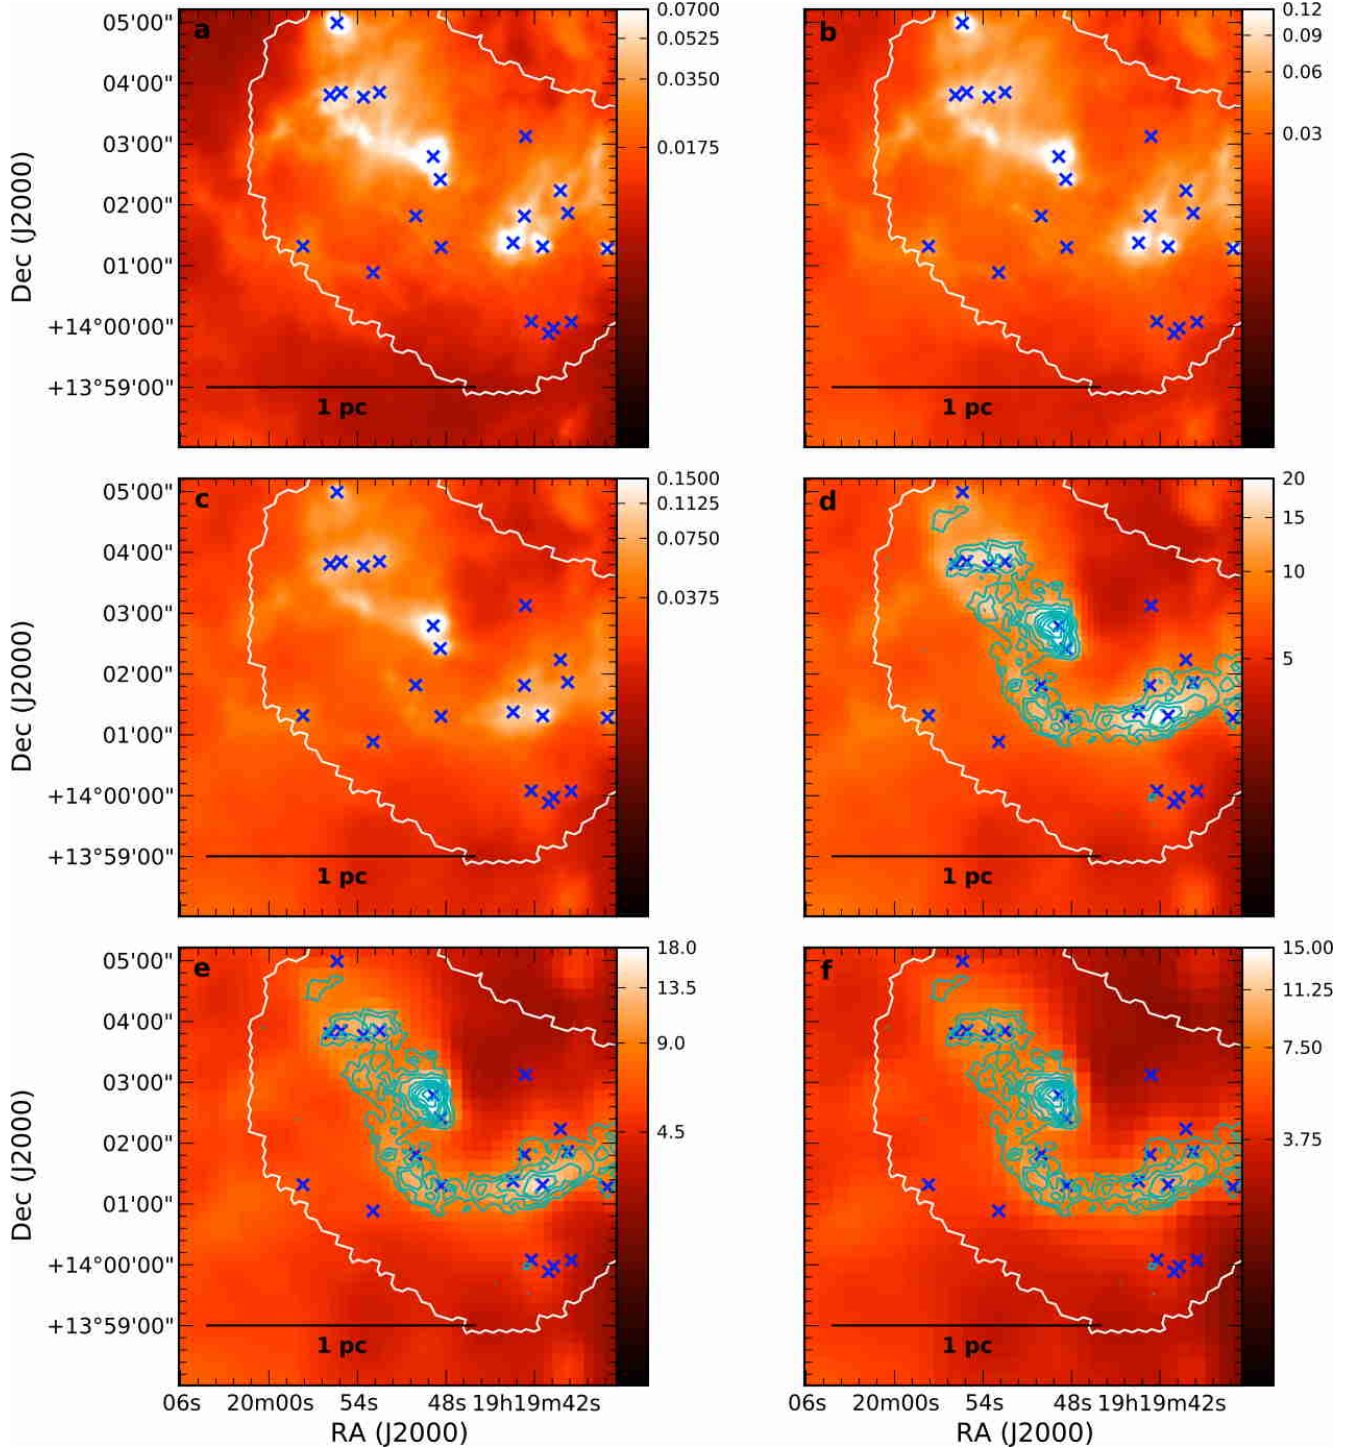 a
05'00"
04'00"
03'00"
02'00"
01'00"
+14°00'00"
+13°59'00"
Dec (J2000)
1 pc
0.0700
0.0525
0.0350
0.0175
b
1 pc
0.12
0.09
0.06
0.03
c
05'00"
04'00"
03'00"
02'00"
01'00"
+14°00'00"
+13°59'00"
Dec (J2000)
1 pc
0.1500
0.1125
0.0750
0.0375
d
1 pc
20
15
10
5
e
05'00"
04'00"
03'00"
02'00"
01'00"
+14°00'00"
+13°59'00"
Dec (J2000)
1 pc
18.0
13.5
9.0
4.5
06s 20m00s 54s 48s 19h19m42s
RA (J2000)
f
1 pc
15.00
11.25
7.50
3.75
06s 20m00s 54s 48s 19h19m42s
RA (J2000)